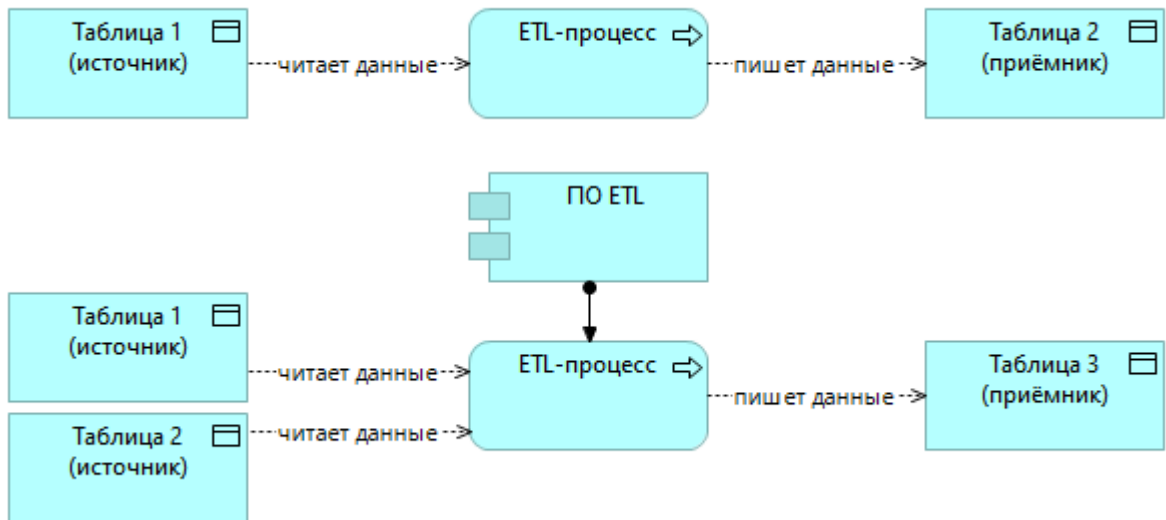 Таблица 1
(источник)
читает данные
ETL-процесс
пишет данные
Таблица 2
(приёмник)
ПО ETL
Таблица 1
(источник)
читает данные
Таблица 2
(источник)
читает данные
ETL-процесс
пишет данные
Таблица 3
(приёмник)